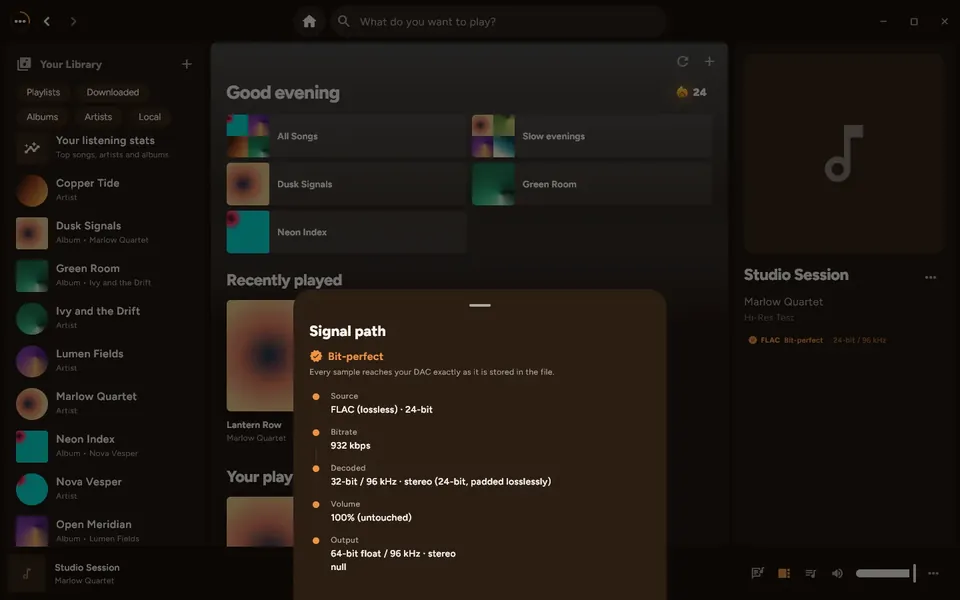 What do you want to play?
Your Library
Playlists
Downloaded
Albums
Artists
Local
Your listening stats
Top songs, artists and albums
Copper Tide
Artist
Dusk Signals
Album • Marlow Quartet
Green Room
Album • Ivy and the Drift
Ivy and the Drift
Artist
Lumen Fields
Artist
Marlow Quartet
Artist
Neon Index
Album • Nova Vesper
Nova Vesper
Artist
Open Meridian
Album • Lumen Fields
Good evening
24
All Songs
Slow evenings
Dusk Signals
Green Room
Neon Index
Recently played
Lantern Row
Marlow Quartet
Your play
Signal path
Bit-perfect
Every sample reaches your DAC exactly as it is stored in the file.
Source
FLAC (lossless) · 24-bit
Bitrate
932 kbps
Decoded
32-bit / 96 kHz · stereo (24-bit, padded losslessly)
Volume
100% (untouched)
Output
64-bit float / 96 kHz · stereo
null
Studio Session
Marlow Quartet
Hi-Res Test
FLAC Bit-perfect · 24-bit / 96 kHz
Studio Session
Marlow Quartet